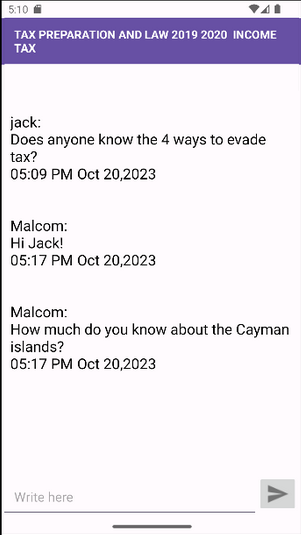 5:10
TAX PREPARATION AND LAW 2019 2020 INCOME
TAX
jack:
Does anyone know the 4 ways to evade
tax?
05:09 PM Oct 20,2023
Malcom:
Hi Jack!
05:17 PM Oct 20,2023
Malcom:
How much do you know about the Cayman
islands?
05:17 PM Oct 20,2023
Write here